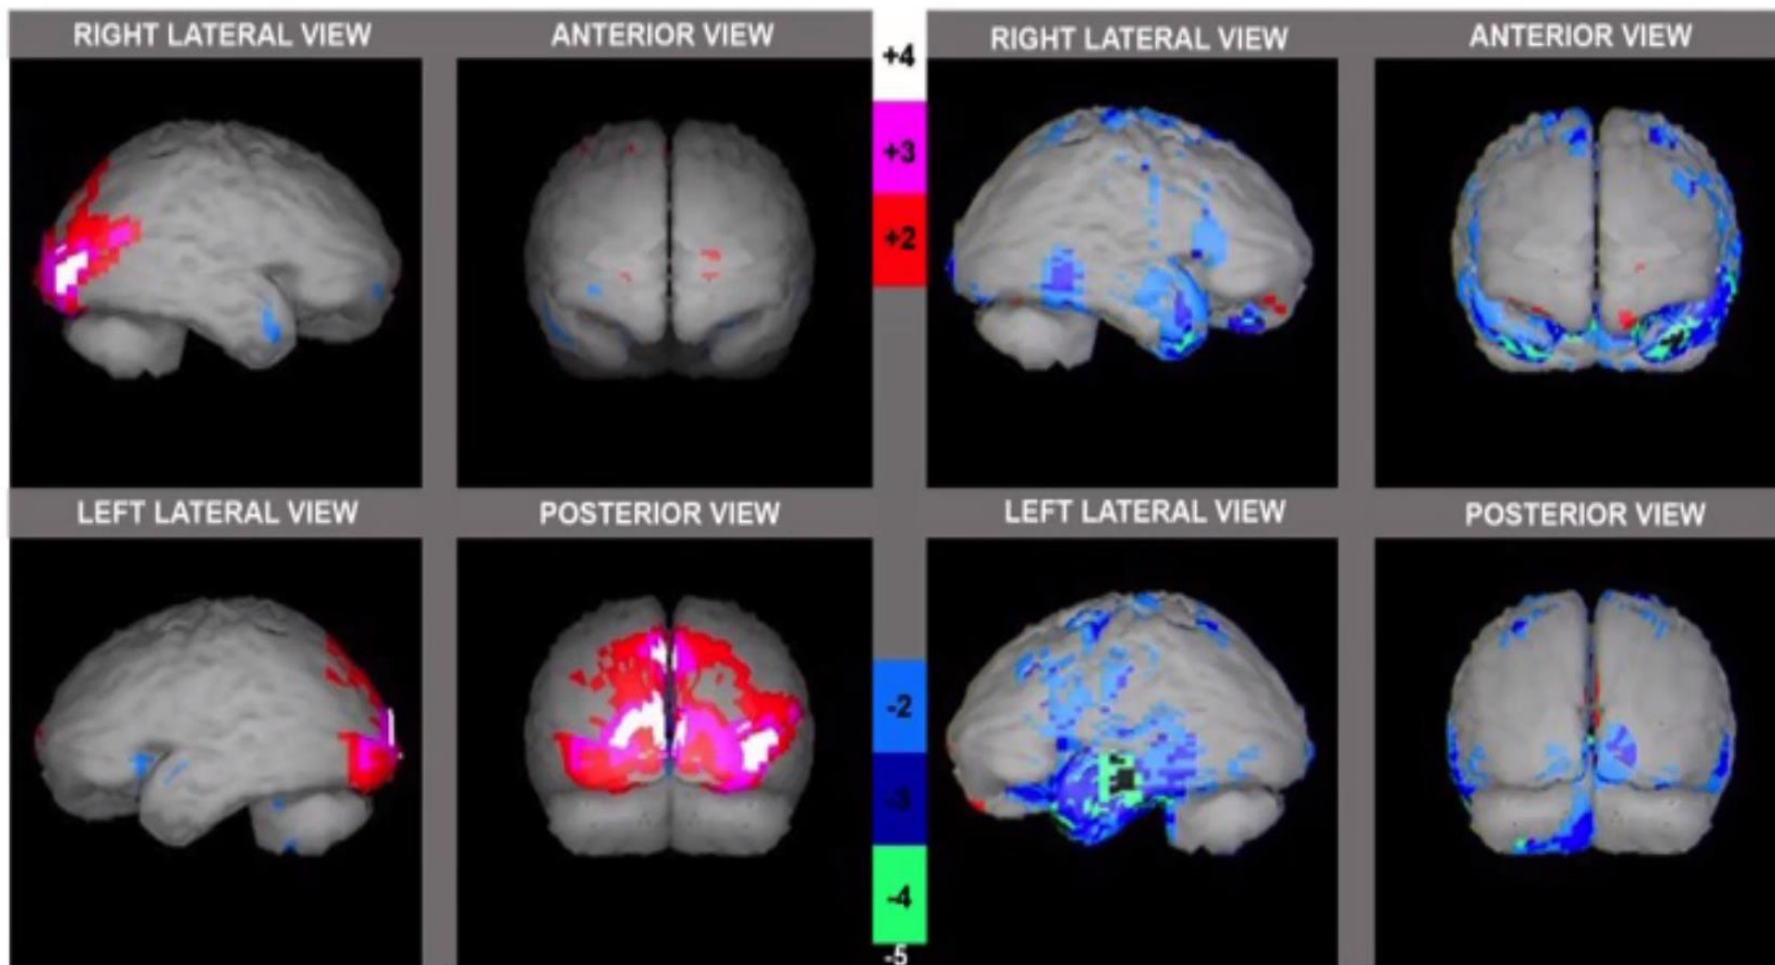 RIGHT LATERAL VIEW
ANTERIOR VIEW
+4
+3
+2
RIGHT LATERAL VIEW
ANTERIOR VIEW
LEFT LATERAL VIEW
POSTERIOR VIEW
-2
-3
-4
-5
LEFT LATERAL VIEW
POSTERIOR VIEW